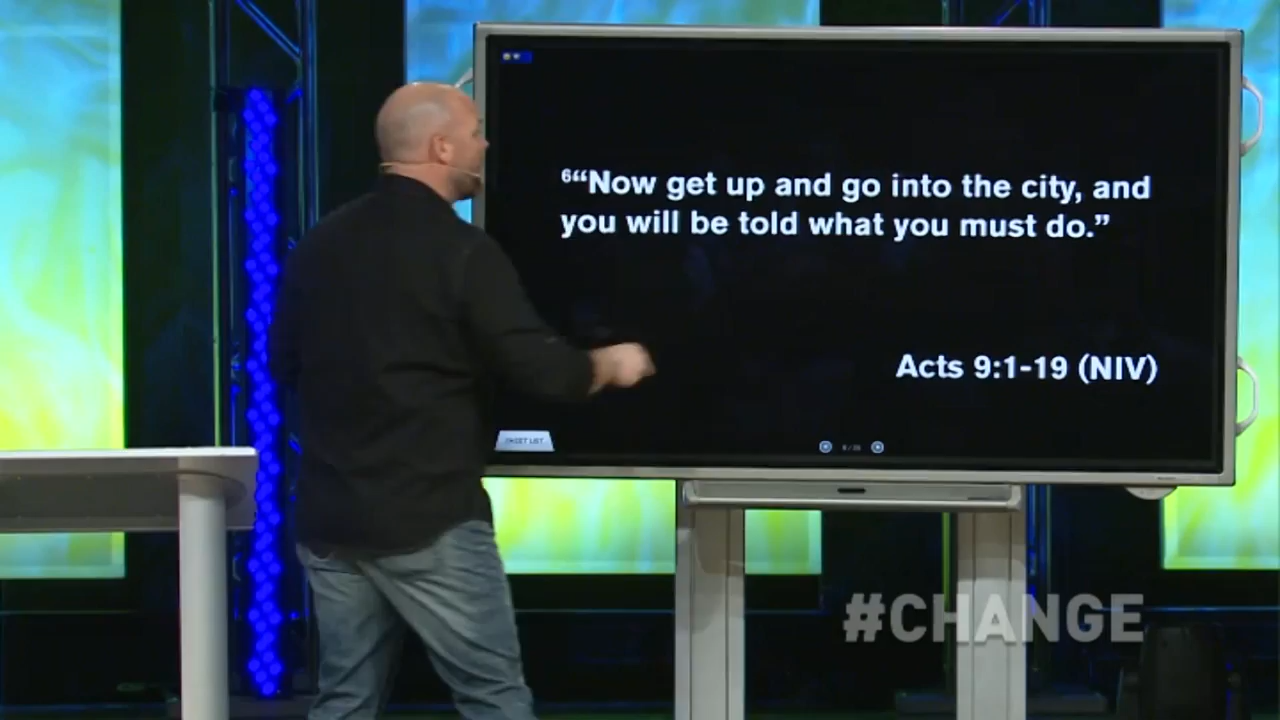 ⁶““Now get up and go into the city, and
you will be told what you must do.”
Acts 9:1-19 (NIV)
#CHANGE